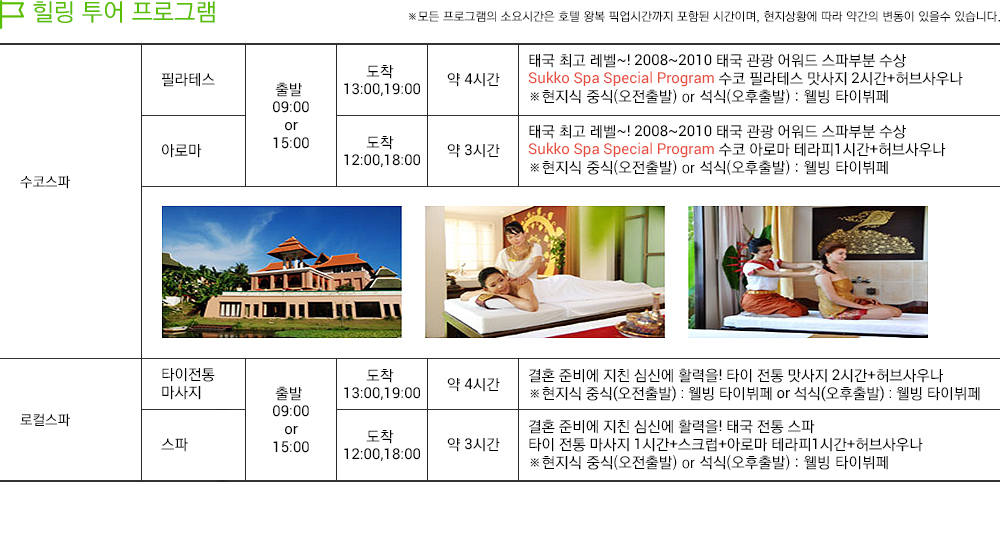 힐링 투어 프로그램
※모든 프로그램의 소요시간은 호텔 왕복 픽업시간까지 포함된 시간이며, 현지상황에 따라 약간의 변동이 있을수 있습니다.
수코스파
필라테스
출발
09:00
or
15:00
도착
13:00,19:00
약 4시간
태국 최고 레벨~! 2008~2010 태국 관광 어워드 스파부분 수상
Sukko Spa Special Program 수코 필라테스 맛사지 2시간+허브사우나
※현지식 중식(오전출발) or 석식(오후출발) : 웰빙 타이뷔페
아로마
도착
12:00,18:00
약 3시간
태국 최고 레벨~! 2008~2010 태국 관광 어워드 스파부분 수상
Sukko Spa Special Program 수코 아로마 테라피1시간+허브사우나
※현지식 중식(오전출발) or 석식(오후출발) : 웰빙 타이뷔페
로컬스파
타이전통
마사지
출발
09:00
or
15:00
도착
13:00,19:00
약 4시간
결혼 준비에 지친 심신에 활력을! 타이 전통 맛사지 2시간+허브사우나
※현지식 중식(오전출발) : 웰빙 타이뷔페 or 석식(오후출발) : 웰빙 타이뷔페
스파
도착
12:00,18:00
약 3시간
결혼 준비에 지친 심신에 활력을! 태국 전통 스파
타이 전통 마사지 1시간+스크럽+아로마 테라피1시간+허브사우나
※현지식 중식(오전출발) or 석식(오후출발) : 웰빙 타이뷔페